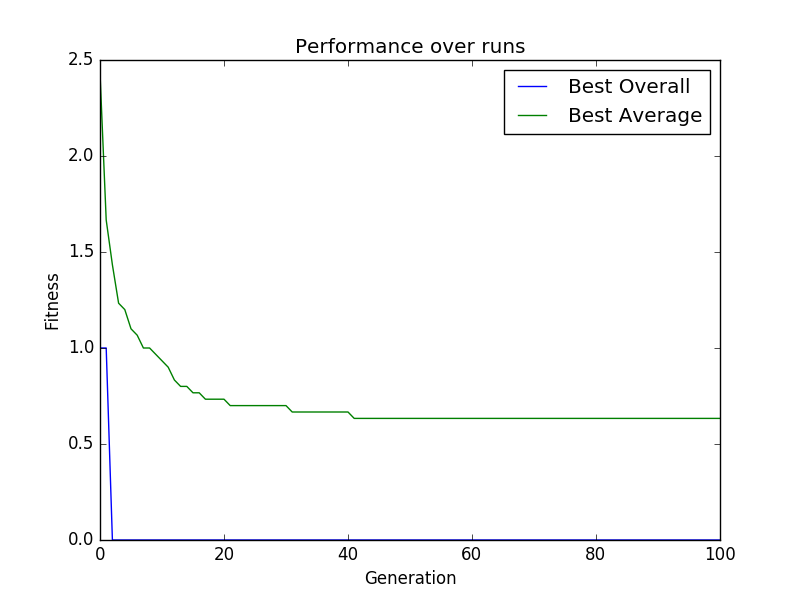 Performance over runs
Best Overall
Best Average
Fitness
2.5
2.0
1.5
1.0
0.5
0.0
0 20 40 60 80 100
Generation